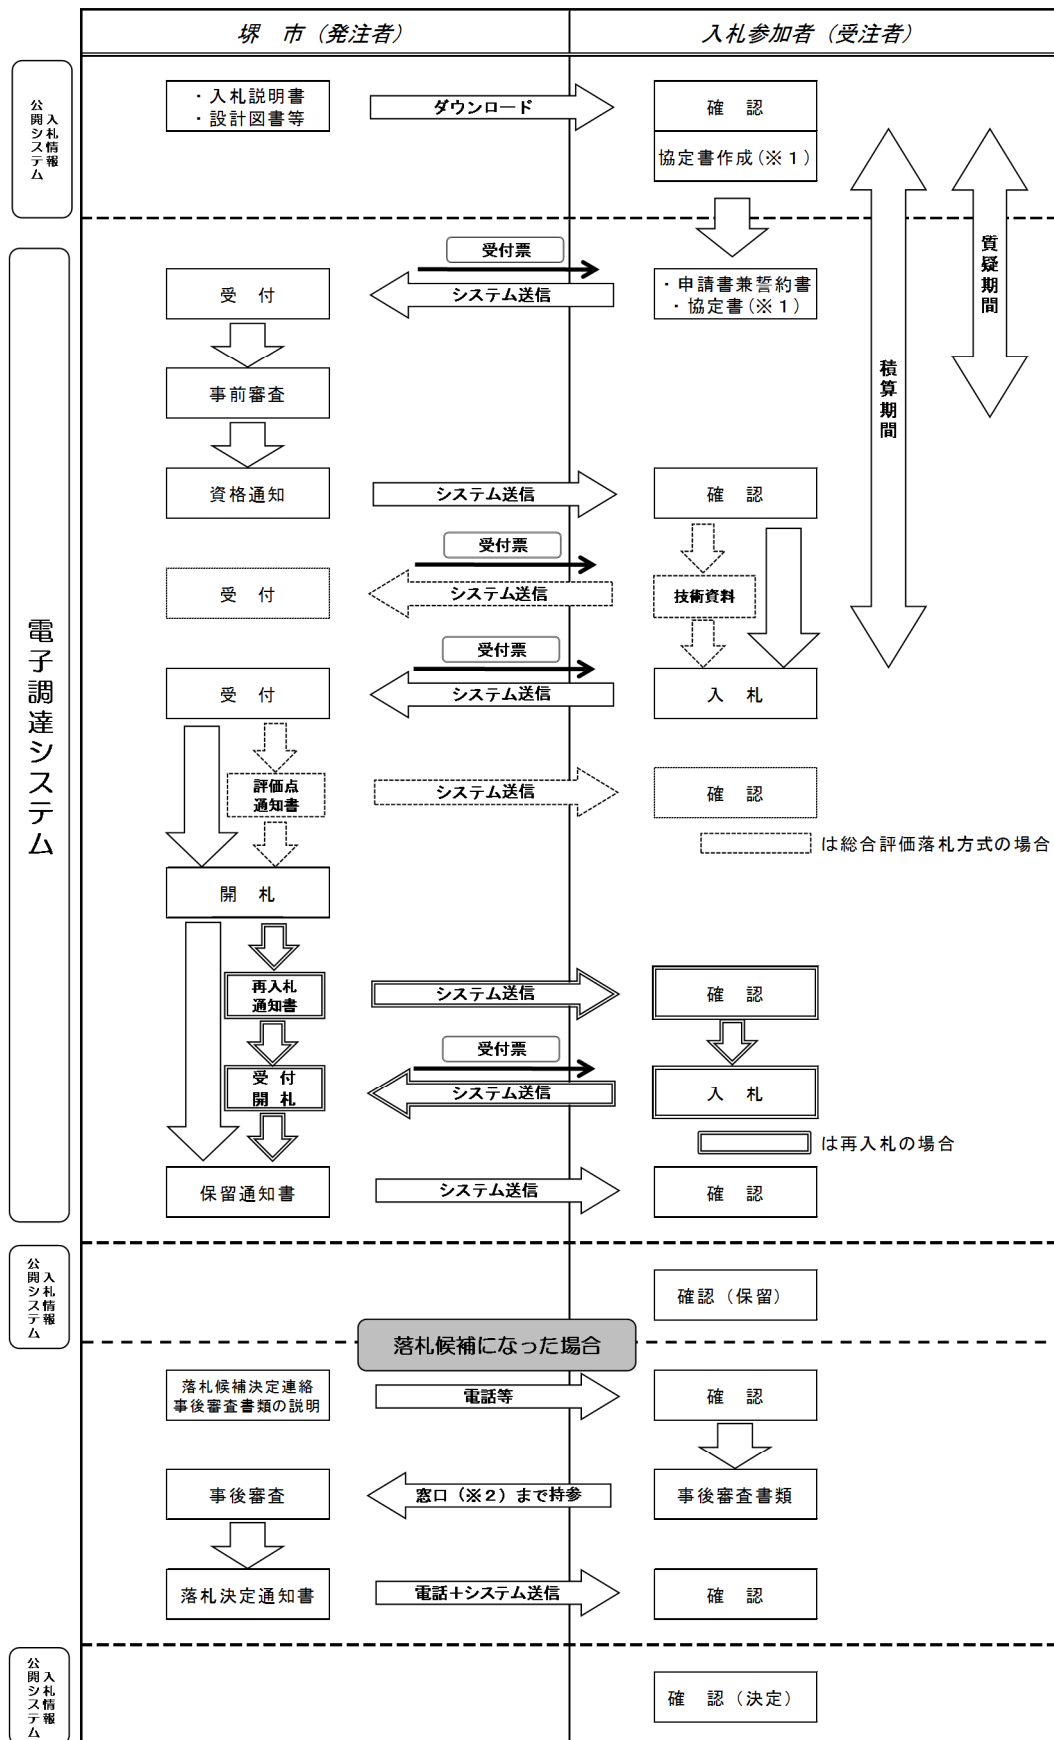 堺　市（発注者）
入札参加者（受注者）
入札情報
公開システム
・入札説明書
・設計図書等
ダウンロード
確　認
協定書作成(※１)
質疑期間
積算期間
電子調達システム
受付票
受　付
システム送信
・申請書兼誓約書
・協定書(※１)
事前審査
資格通知
システム送信
確　認
受付票
受　付
システム送信
技術資料
受付票
受　付
システム送信
入　札
評価点
通知書
システム送信
確　認
は総合評価落札方式の場合
開　札
再入札
通知書
システム送信
確　認
受付票
受　付
開　札
システム送信
入　札
は再入札の場合
保留通知書
システム送信
確　認
入札情報
公開システム
確認（保留）
落札候補になった場合
落札候補決定連絡
事後審査書類の説明
電話等
確　認
事後審査
窓口（※２）まで持参
事後審査書類
落札決定通知書
電話＋システム送信
確　認
入札情報
公開システム
確　認（決定）